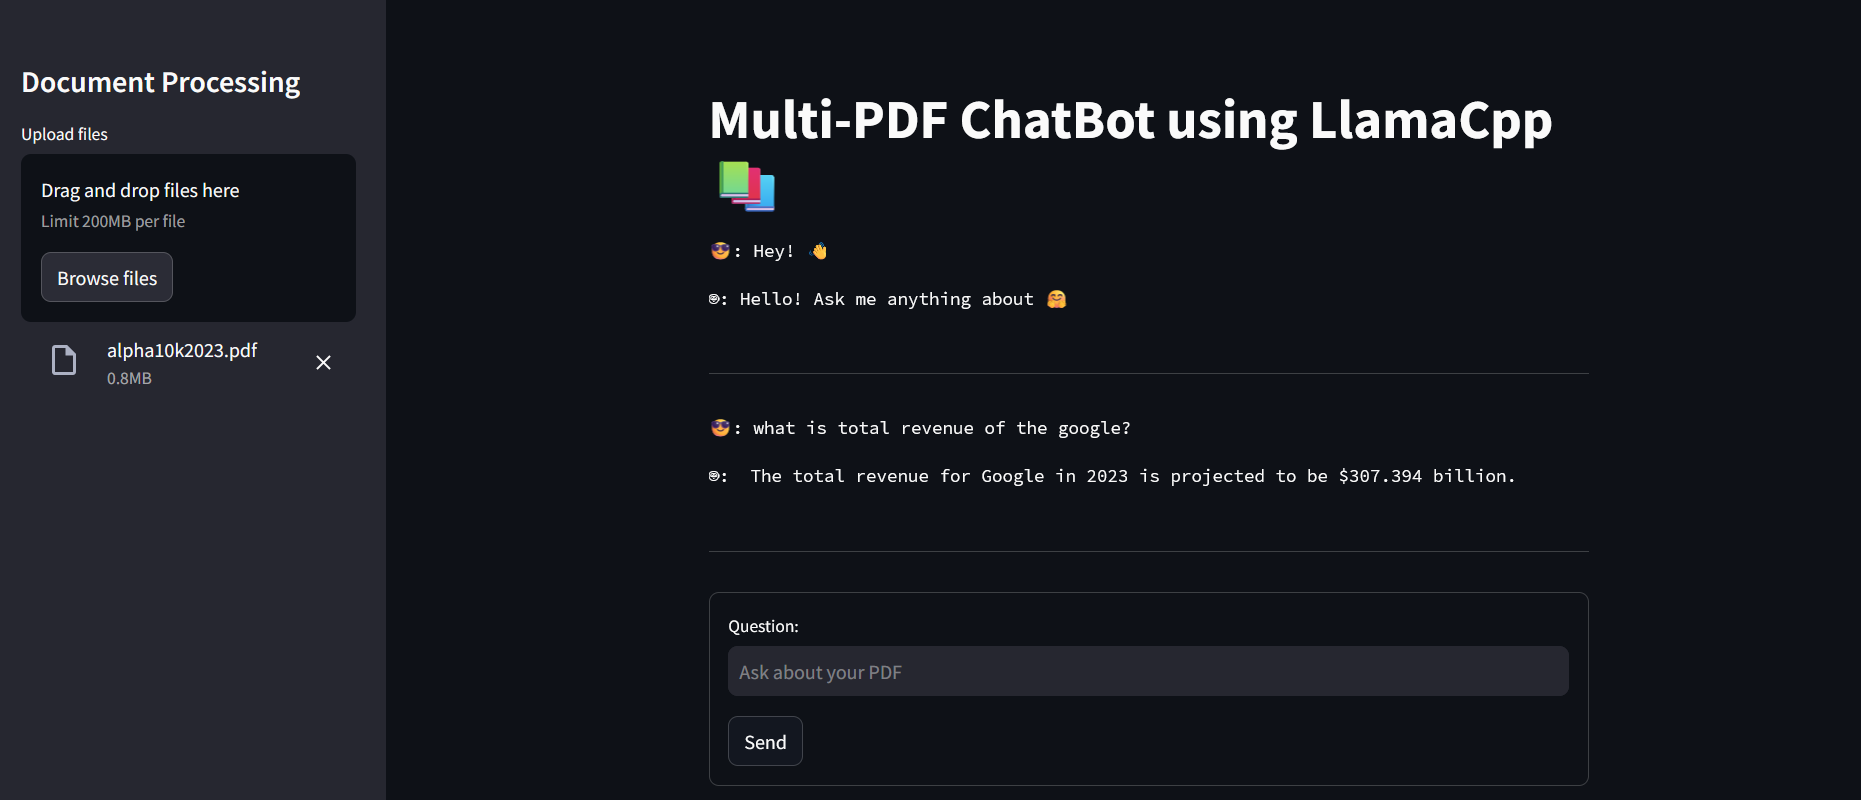 Document Processing
Upload files
Drag and drop files here
Limit 200MB per file
Browse files
alpha10k2023.pdf
0.8MB
Multi-PDF ChatBot using LlamaCpp
📚
😎: Hey! 👋
🤓: Hello! Ask me anything about 🤗
😎: what is total revenue of the google?
🤓:  The total revenue for Google in 2023 is projected to be $307.394 billion.
Question:
Ask about your PDF
Send